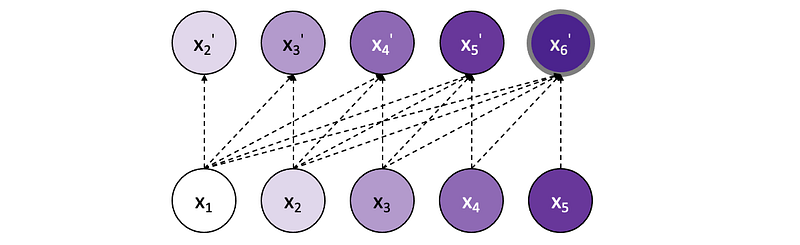 x₂' x₃' x₄' x₅' x₆'
x₁ x₂ x₃ x₄ x₅